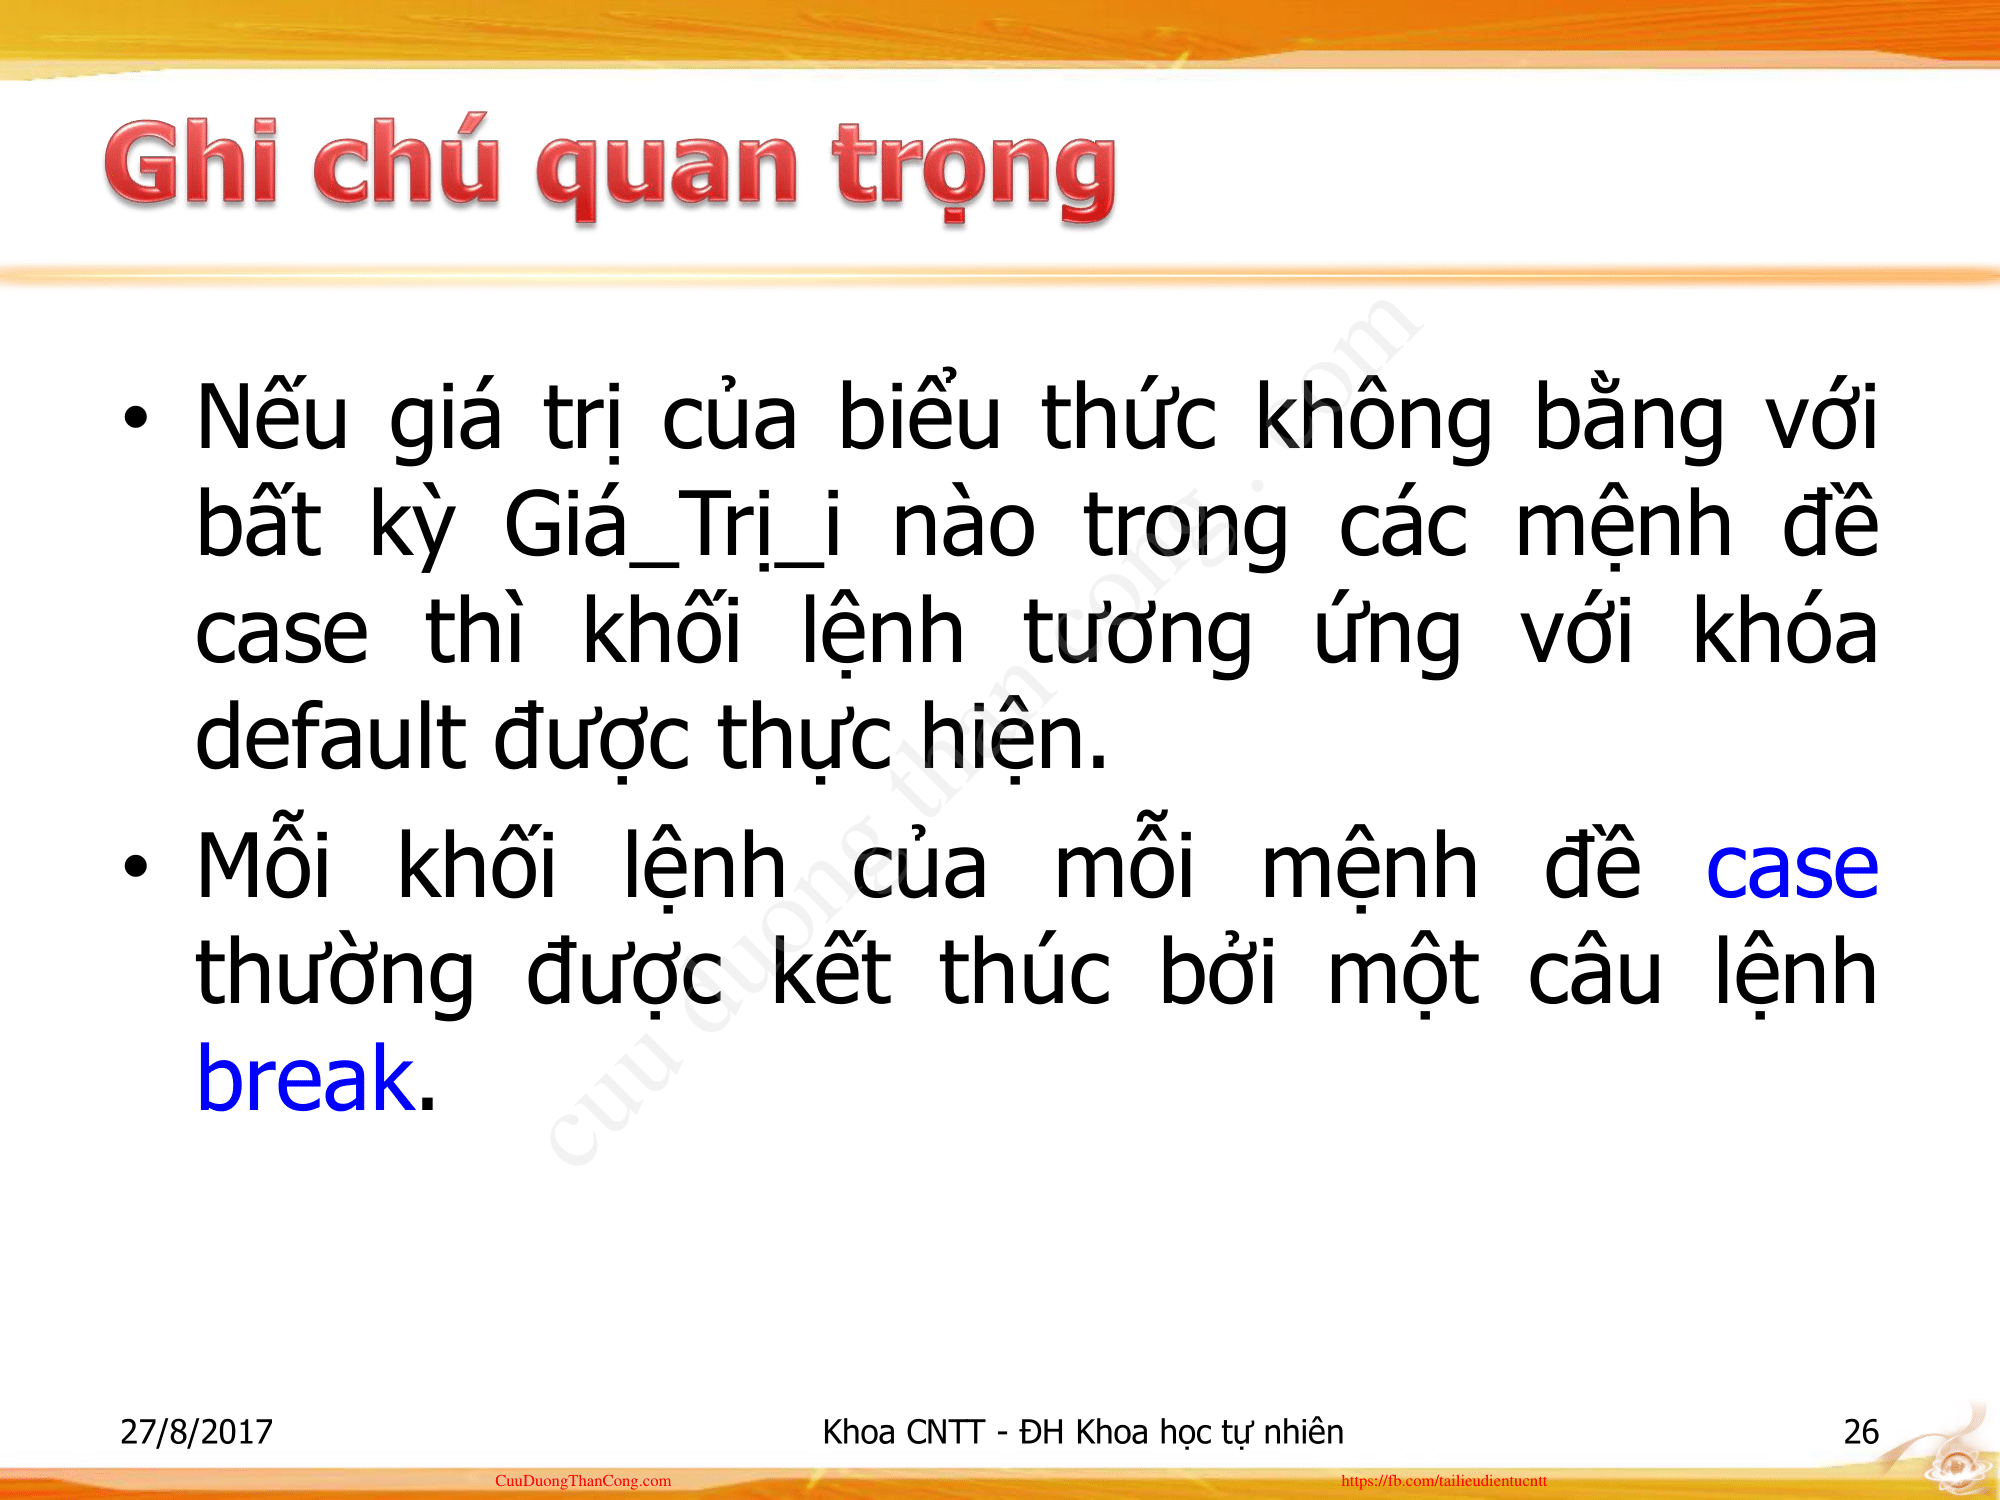 Ghi chú quan trọng
• Nếu giá trị của biểu thức không bằng với
bất kỳ Giá_Trị_i nào trong các mệnh đề
case thì khối lệnh tương ứng với khóa
default được thực hiện.
• Mỗi khối lệnh của mỗi mệnh đề case
thường được kết thúc bởi một câu lệnh
break.
cuu duong than cong . com
27/8/2017
Khoa CNTT - ĐH Khoa học tự nhiên
26
CuuDuongThanCong.com
https://fb.com/tailieudientucntt